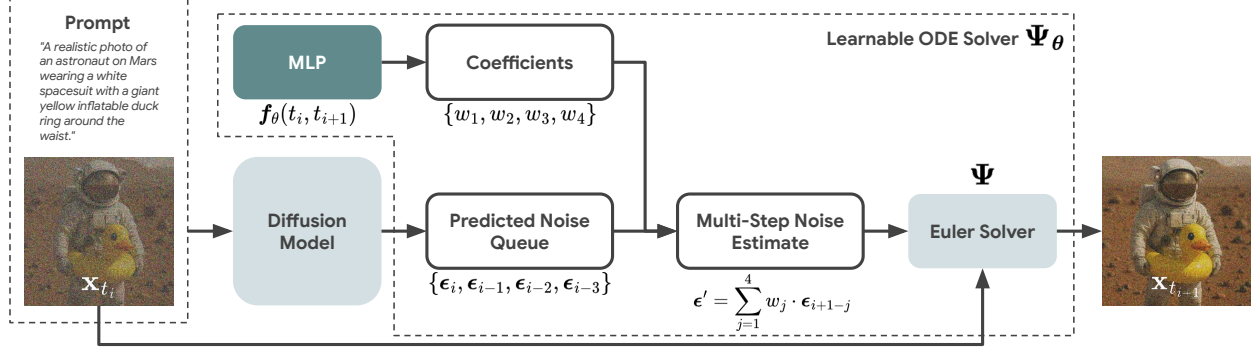 Prompt
"A realistic photo of
an astronaut on Mars
wearing a white
spacesuit with a giant
yellow inflatable duck
ring around the
waist."
x_{t_i}
MLP
f_θ(t_i, t_{i+1})
Coefficients
{w_1, w_2, w_3, w_4}
Learnable ODE Solver Ψ_θ
Diffusion
Model
Predicted Noise
Queue
{ϵ_i, ϵ_{i-1}, ϵ_{i-2}, ϵ_{i-3}}
Multi-Step Noise
Estimate
ϵ' = \sum_{j=1}^{4} w_j · ϵ_{i+1-j}
Ψ
Euler Solver
x_{t_{i+1}}